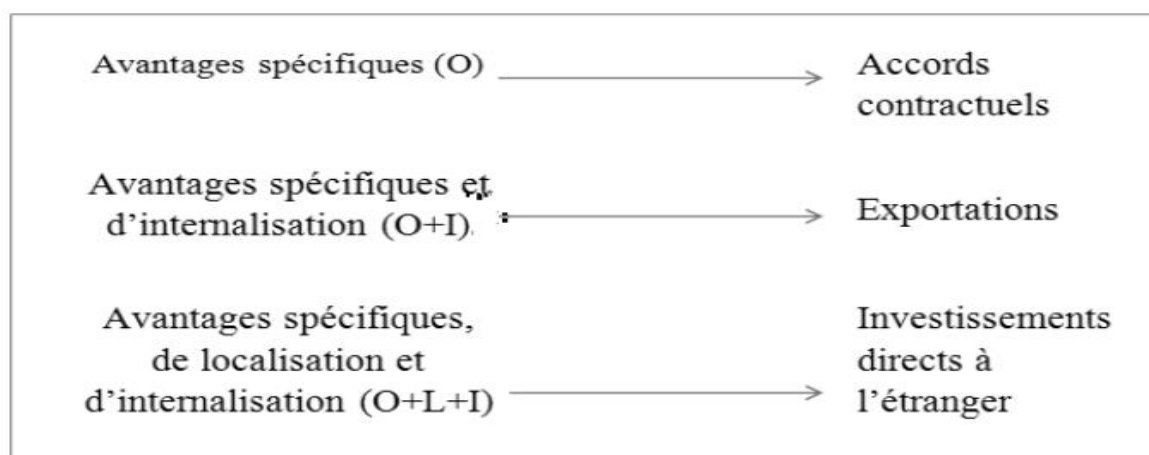 Avantages spécifiques (O)
Accords
contractuels
Avantages spécifiques et
d'internalisation (O+I)
Exportations
Avantages spécifiques,
de localisation et
d'internalisation (O+L+I)
Investissements
directs à
l'étranger